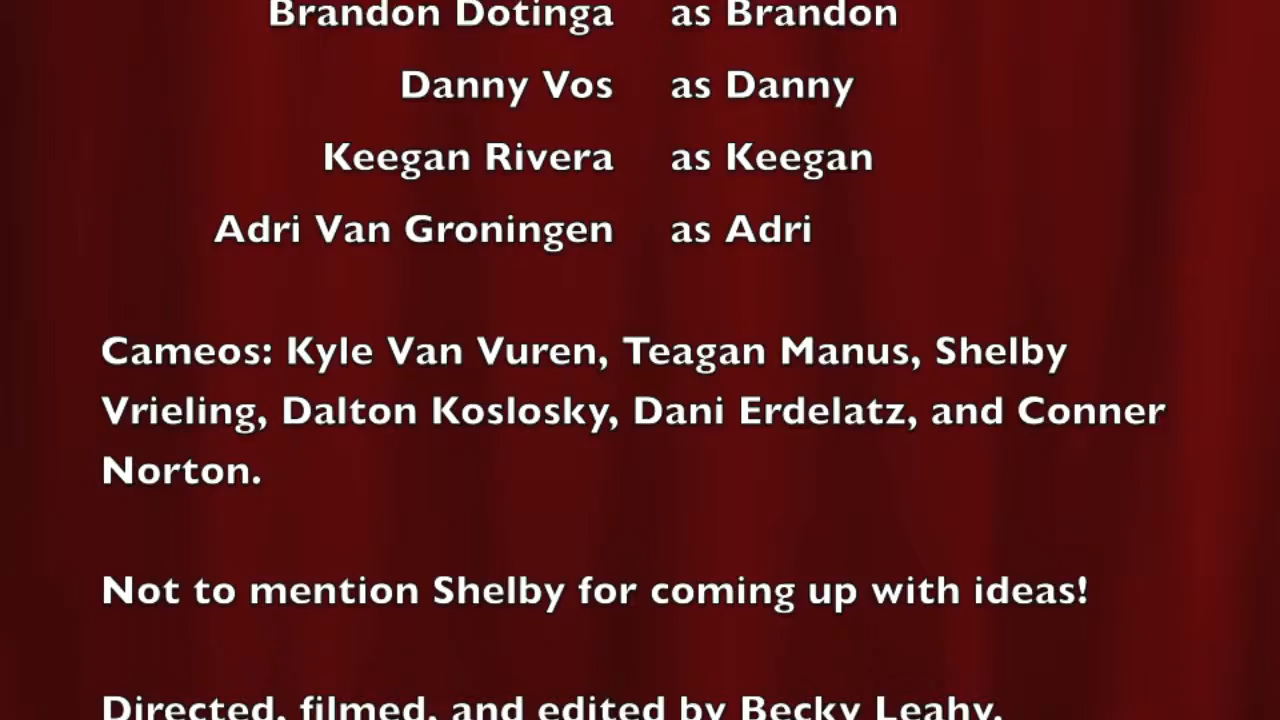 Brandon Dotinga as Brandon
Danny Vos as Danny
Keegan Rivera as Keegan
Adri Van Groningen as Adri
Cameos: Kyle Van Vuren, Teagan Manus, Shelby
Vrieling, Dalton Koslosky, Dani Erdelatz, and Conner
Norton.
Not to mention Shelby for coming up with ideas!
Directed, filmed, and edited by Becky Leahy.